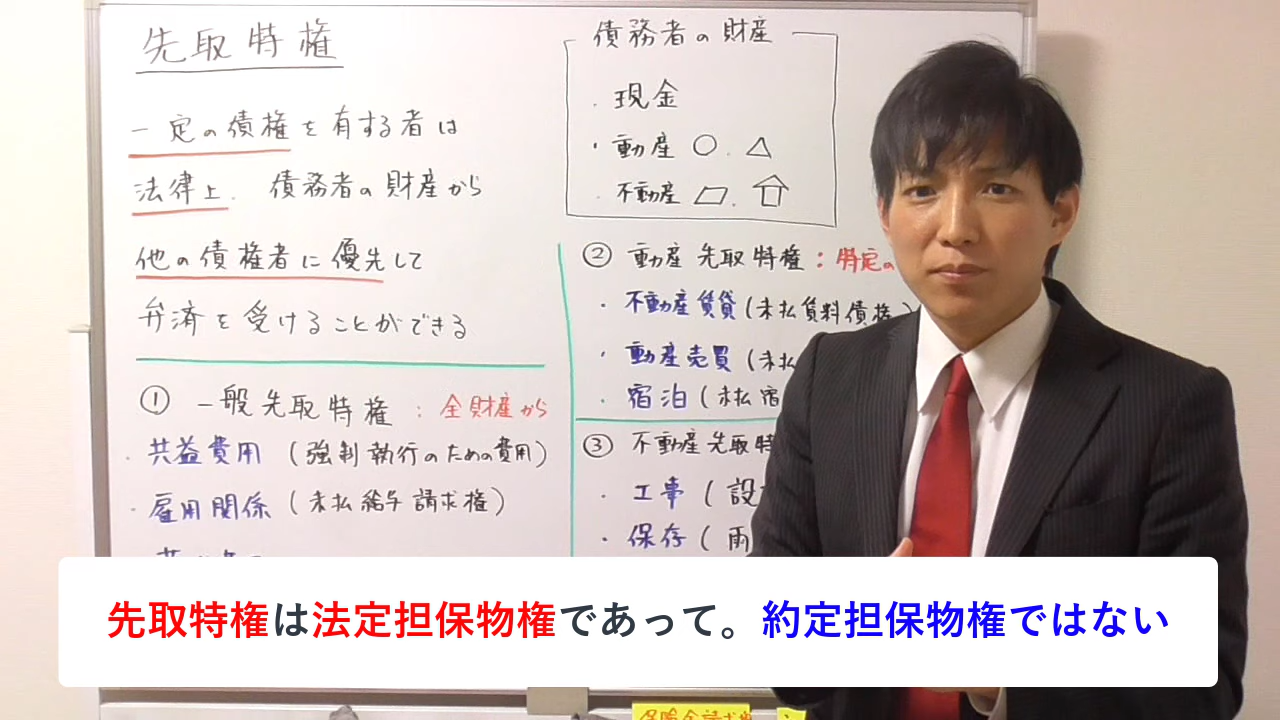 先取特権
一定の債権を有する者は
法律上. 債務者の財産から
他の債権者に優先して
弁済を受けることができる
① 一般先取特権 : 全財産から
・共益費用 (強制執行のための費用)
・雇用関係 (未払給与請求権)
債務者の財産
・現金
・動産 ○. △
・不動産
② 動産先取特権 : 特定の
・不動産賃貸 (未払賃料債権)
・動産売買 (未払
・宿泊 (未払宿
③ 不動産先取特
・工事 (設
・保存 (雨
先取特権は法定担保物権であって。約定担保物権ではない